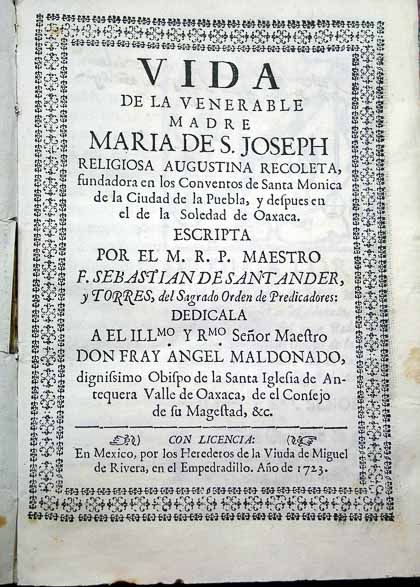 VIDA
DE LA VENERABLE
MADRE
MARIA DE S. JOSEPH
RELIGIOSA AUGUSTINA RECOLETA,
fundadora en los Conventos de Santa Monica
de la Ciudad de la Puebla, y despues en
el de la Soledad de Oaxaca.
ESCRIPTA
POR EL M. R. P. MAESTRO
F. SEBASTIAN DE SANTANDER,
y TORRES, del Sagrado Orden de Predicadores:
DEDICALA
A EL ILL.MO Y R.MO Señor Maestro
DON FRAY ANGEL MALDONADO,
dignissimo Obispo de la Santa Iglesia de An-
tequera Valle de Oaxaca, de el Consejo
de su Magestad, &c.
CON LICENCIA:
En Mexico, por los Herederos de la Viuda de Miguel
de Rivera, en el Empedradillo. Año de 1723.